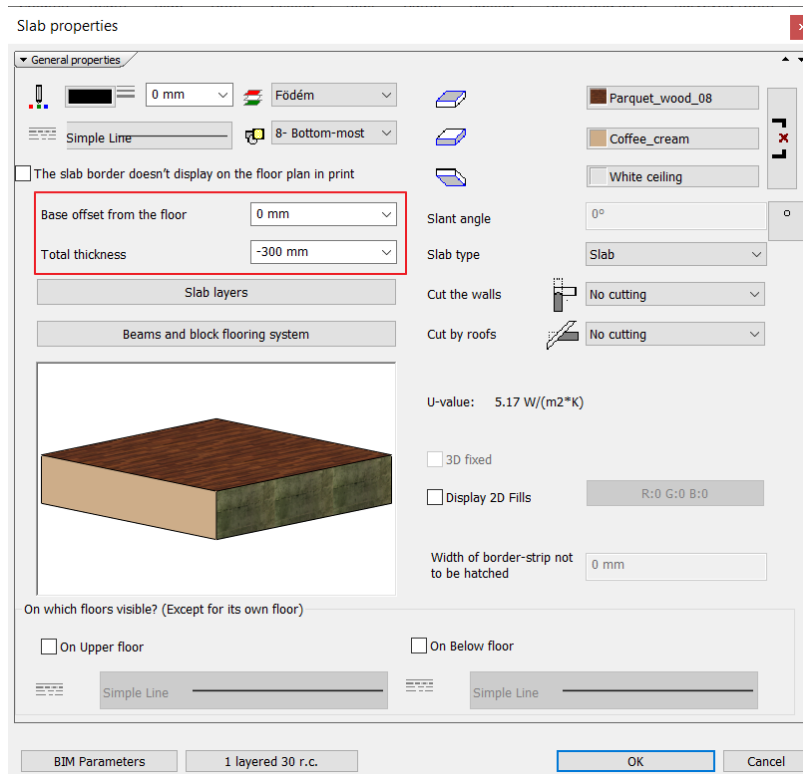 Slab properties
General properties
0 mm
Födém
Parquet_wood_08
Simple Line
8- Bottom-most
Coffee_cream
The slab border doesn't display on the floor plan in print
White ceiling
Base offset from the floor
0 mm
Slant angle
0°
Total thickness
-300 mm
Slab type
Slab
Slab layers
Cut the walls
No cutting
Beams and block flooring system
Cut by roofs
No cutting
U-value: 5.17 W/(m2*K)
3D fixed
Display 2D Fills
R:0 G:0 B:0
Width of border-strip not
to be hatched
0 mm
On which floors visible? (Except for its own floor)
On Upper floor
On Below floor
Simple Line
Simple Line
BIM Parameters
1 layered 30 r.c.
OK
Cancel